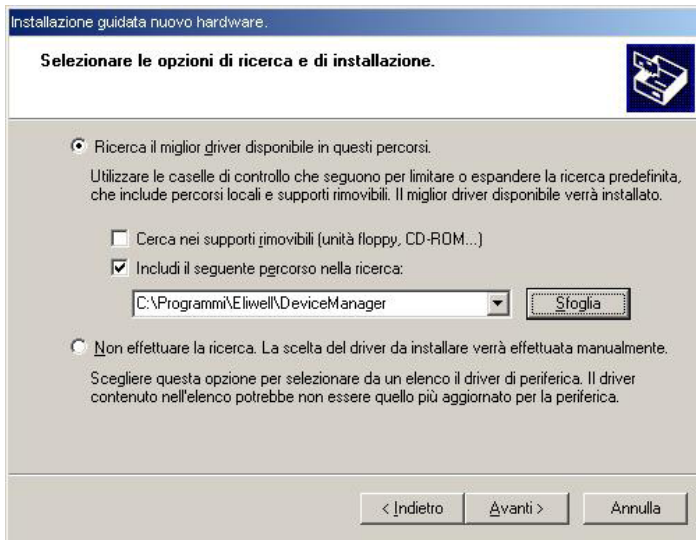 Installazione guidata nuovo hardware.
Selezionare le opzioni di ricerca e di installazione.
Ricerca il miglior driver disponibile in questi percorsi.
Utilizzare le caselle di controllo che seguono per limitare o espandere la ricerca predefinita,
che include percorsi locali e supporti rimovibili. Il miglior driver disponibile verrà installato.
Cerca nei supporti rimovibili (unità floppy, CD-ROM...)
Includi il seguente percorso nella ricerca:
C:\Programmi\Eliwell\DeviceManager
Sfoglia
Non effettuare la ricerca. La scelta del driver da installare verrà effettuata manualmente.
Scegliere questa opzione per selezionare da un elenco il driver di periferica. Il driver
contenuto nell'elenco potrebbe non essere quello più aggiornato per la periferica.
< Indietro
Avanti >
Annulla